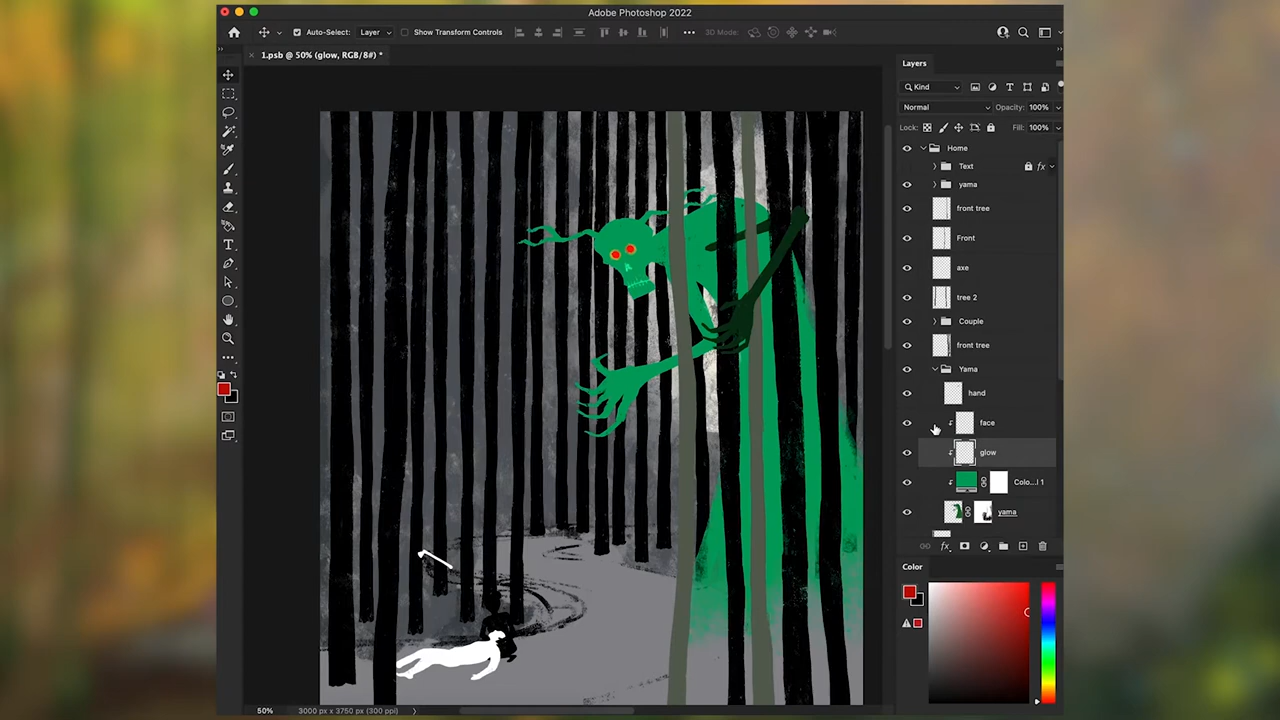 Adobe Photoshop 2022
Auto-Select: Layer Show Transform Controls 3D Mode:
1.psb @ 50% (glow, RGB/8#) *
Layers
Kind
Normal Opacity: 100%
Lock: Fill: 100%
Home
Text fx
yama
front tree
Front
axe
tree 2
Couple
front tree
Yama
hand
face
glow
Colo...l 1
yama
fx
Color
50% 3000 px x 3750 px (300 ppi)